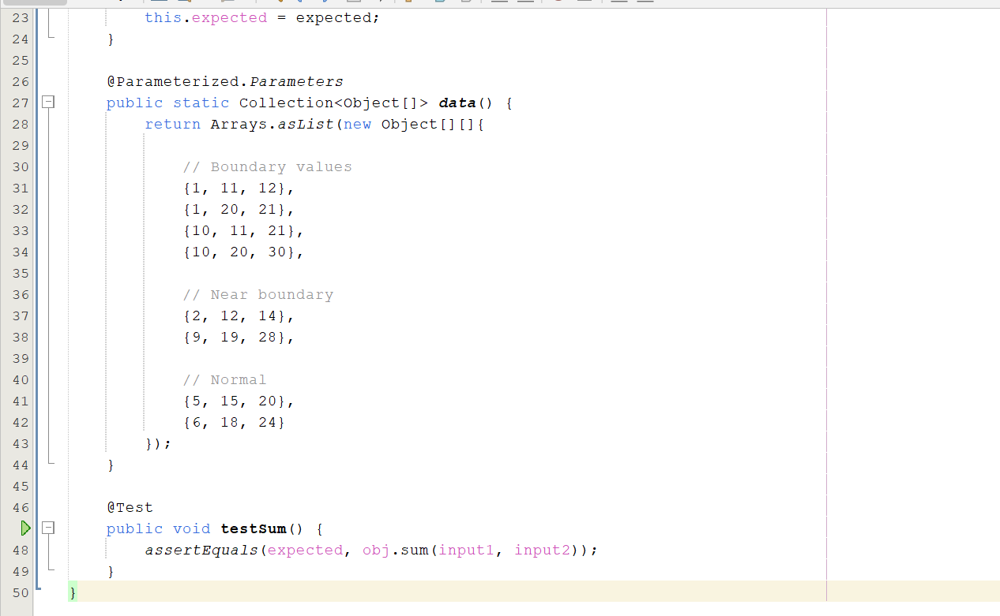 23 this.expected = expected;
24 }
25
26 @Parameterized.Parameters
27 public static Collection<Object[]> data() {
28 return Arrays.asList(new Object[][]{
29
30 // Boundary values
31 {1, 11, 12},
32 {1, 20, 21},
33 {10, 11, 21},
34 {10, 20, 30},
35
36 // Near boundary
37 {2, 12, 14},
38 {9, 19, 28},
39
40 // Normal
41 {5, 15, 20},
42 {6, 18, 24}
43 });
44 }
45
46 @Test
public void testSum() {
48 assertEquals(expected, obj.sum(input1, input2));
49 }
50 }